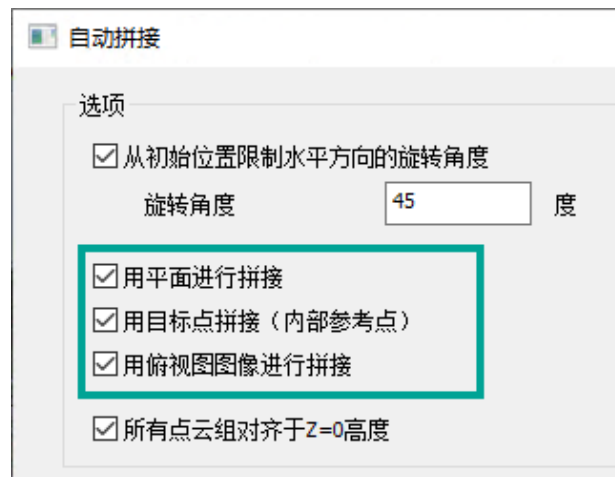 自动拼接
选项
从初始位置限制水平方向的旋转角度
旋转角度 45 度
用平面进行拼接
用目标点拼接（内部参考点）
用俯视图图像进行拼接
所有点云组对齐于Z=0高度